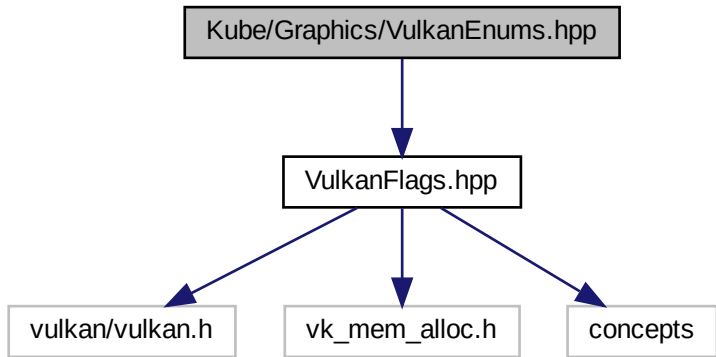 Kube/Graphics/VulkanEnums.hpp
VulkanFlags.hpp
vulkan/vulkan.h
vk_mem_alloc.h
concepts